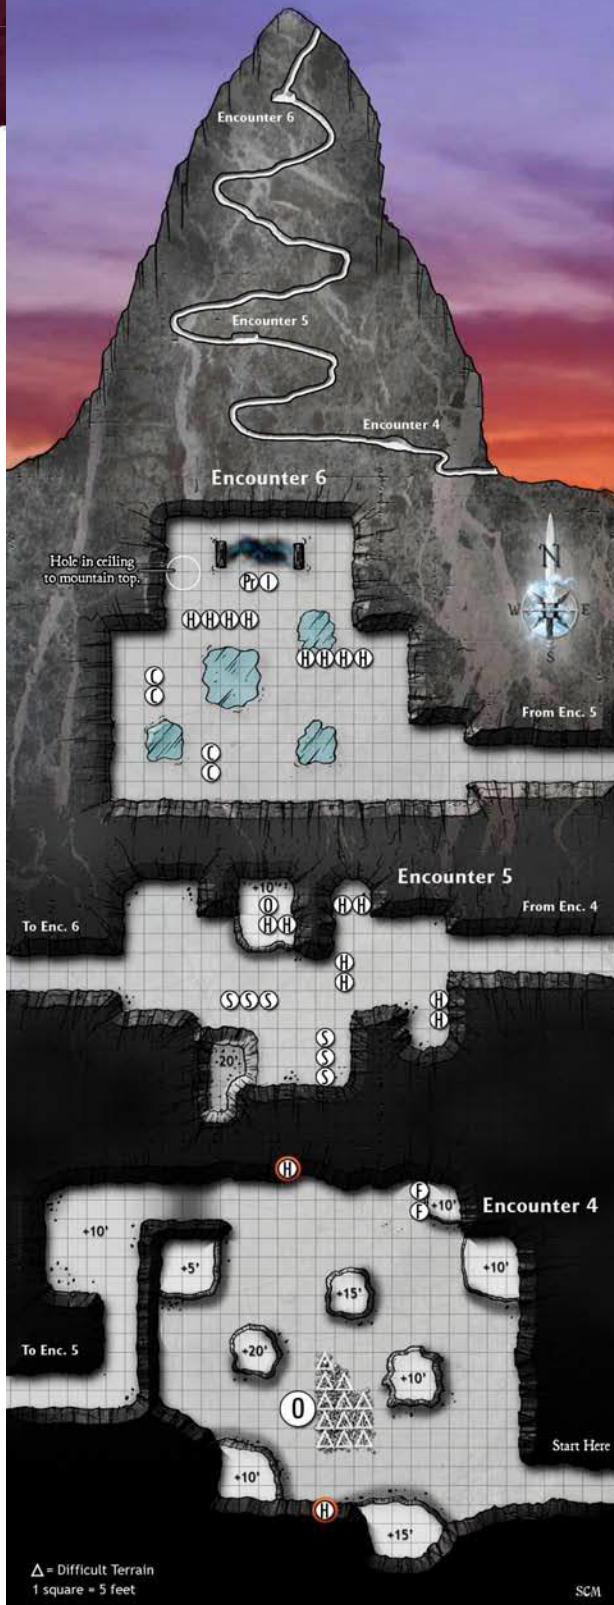 Encounter 6
Encounter 5
Encounter 4
Encounter 6
Hole in ceiling
to mountain top.
N
W E
S
Pr I
H H H H
H H H H
C
C
From Enc. 5
C
C
Encounter 5
+10'
O
H H
H H
From Enc. 4
To Enc. 6
H
H
S S S
H
H
S
S
S
-20'
H
F
F
+10'
Encounter 4
+10'
+5'
+10'
+15'
+20'
To Enc. 5
+10'
O
Start Here
+10'
H
+15'
= Difficult Terrain
1 square = 5 feet
SCM